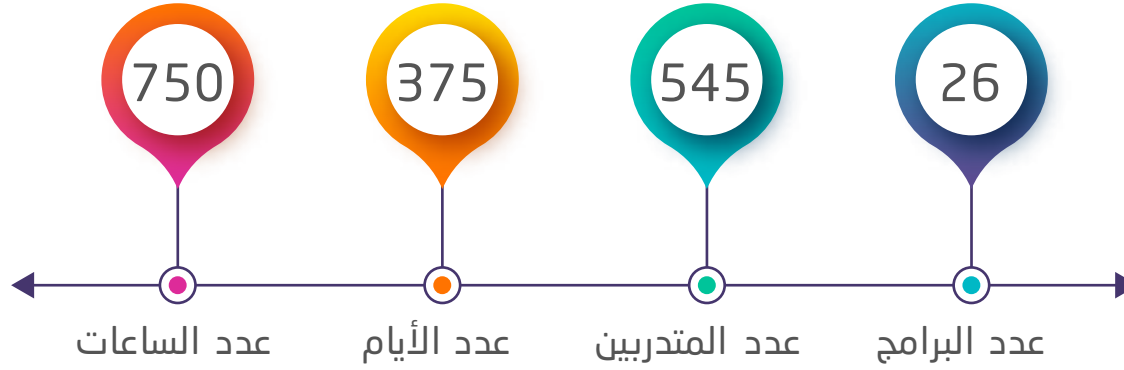 26
545
375
750
عدد البرامج
عدد المتدربين
عدد الأيام
عدد الساعات